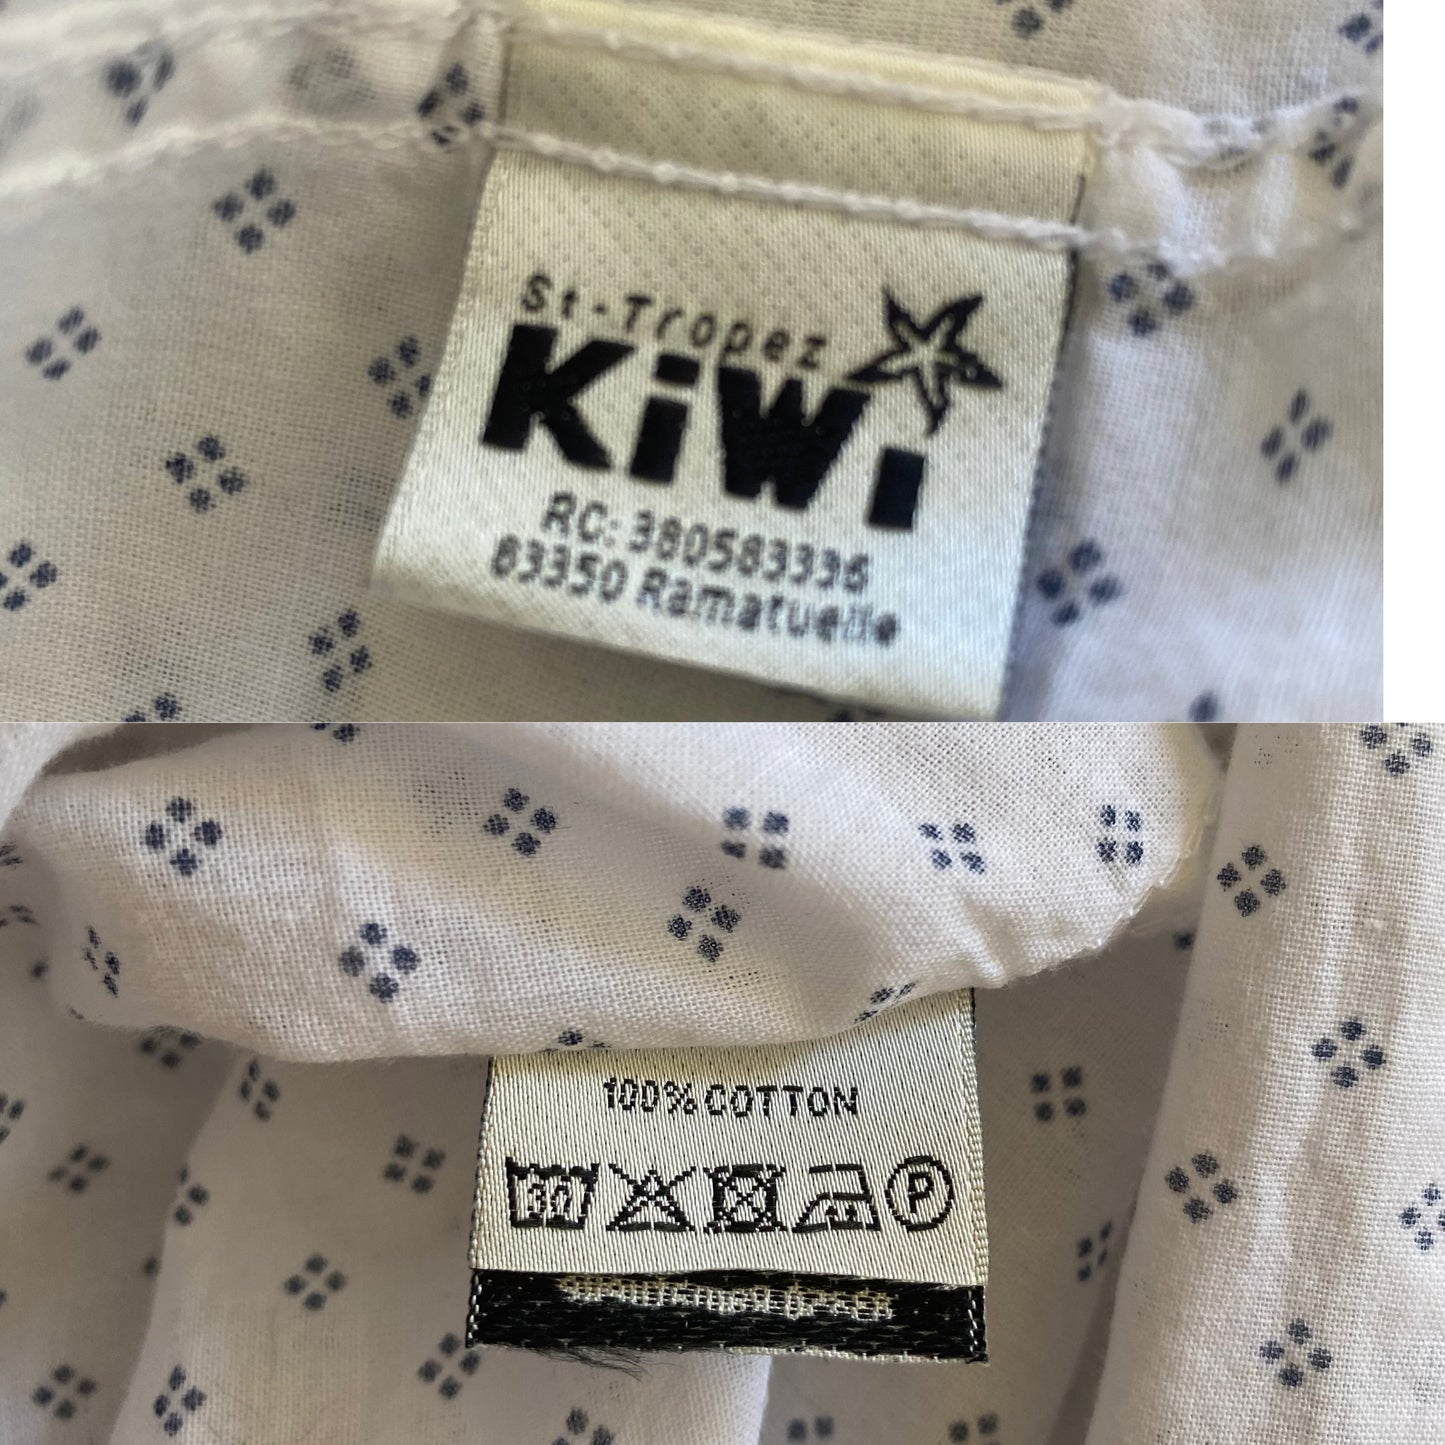 St-Tropez
KiWi
RC: 380583336
83350 Ramatuelle
100% COTTON
30
P